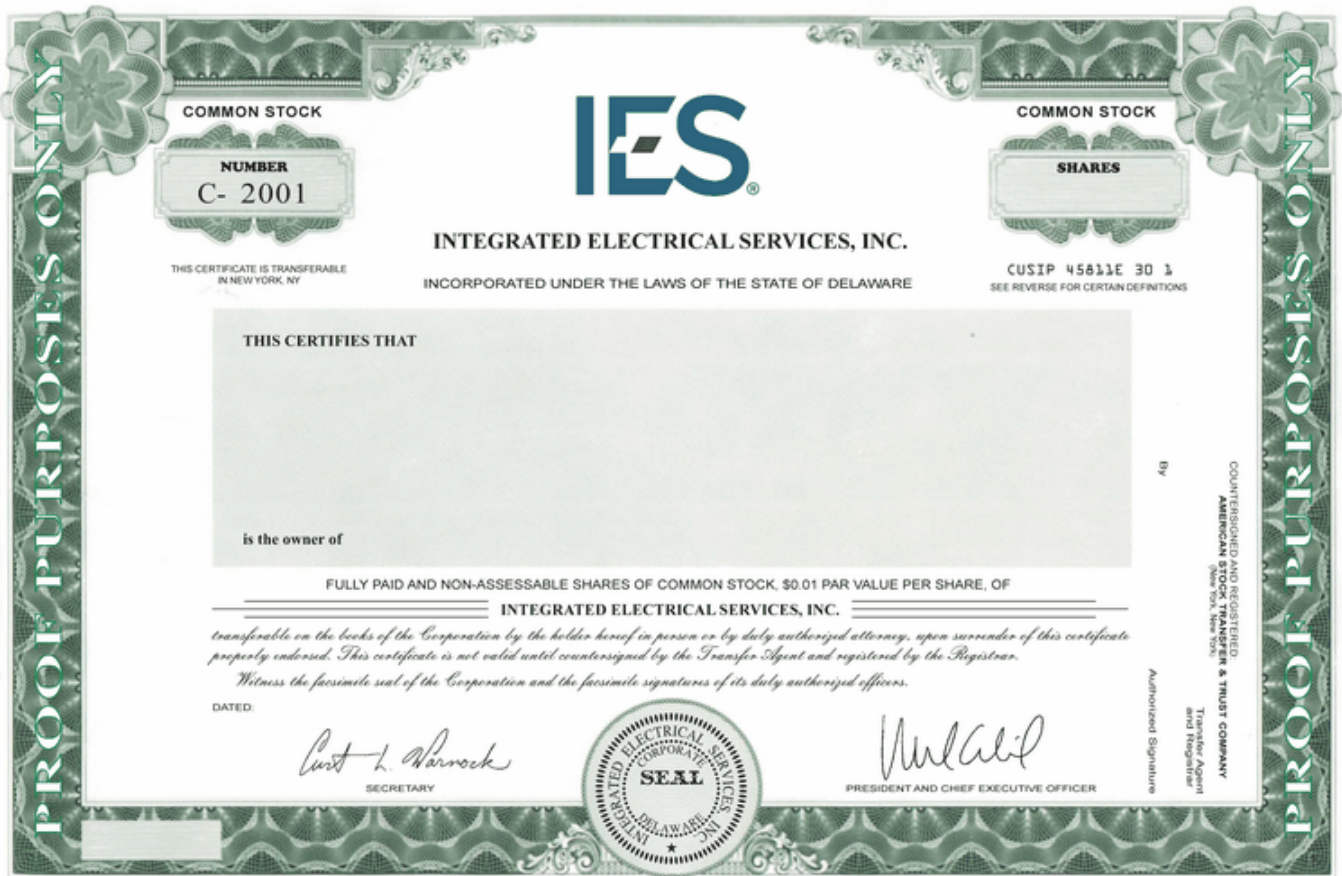 PROOF PURPOSES ONLY
COMMON STOCK
NUMBER
C- 2001
THIS CERTIFICATE IS TRANSFERABLE
IN NEW YORK, NY
IES®
INTEGRATED ELECTRICAL SERVICES, INC.
INCORPORATED UNDER THE LAWS OF THE STATE OF DELAWARE
COMMON STOCK
SHARES
CUSIP 45811E 30 1
SEE REVERSE FOR CERTAIN DEFINITIONS
THIS CERTIFIES THAT
is the owner of
FULLY PAID AND NON-ASSESSABLE SHARES OF COMMON STOCK, $0.01 PAR VALUE PER SHARE, OF
INTEGRATED ELECTRICAL SERVICES, INC.
transferable on the books of the Corporation by the holder hereof in person or by duly authorized attorney, upon surrender of this certificate
properly endorsed. This certificate is not valid until countersigned by the Transfer Agent and registered by the Registrar.
Witness the facsimile seal of the Corporation and the facsimile signatures of its duly authorized officers.
DATED:
Curt L. Warnock
SECRETARY
INTEGRATED ELECTRICAL SERVICES, INC
CORPORATE
SEAL
DELAWARE
PRESIDENT AND CHIEF EXECUTIVE OFFICER
COUNTERSIGNED AND REGISTERED:
AMERICAN STOCK TRANSFER & TRUST COMPANY
(New York, New York)
Transfer Agent
and Registrar
By
Authorized Signature
PROOF PURPOSES ONLY